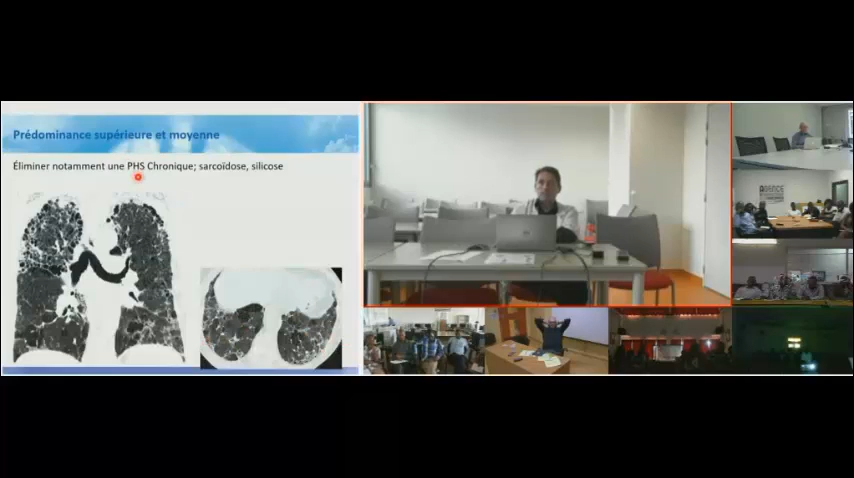 Prédominance supérieure et moyenne
Éliminer notamment une PHS Chronique; sarcoïdose, silicose